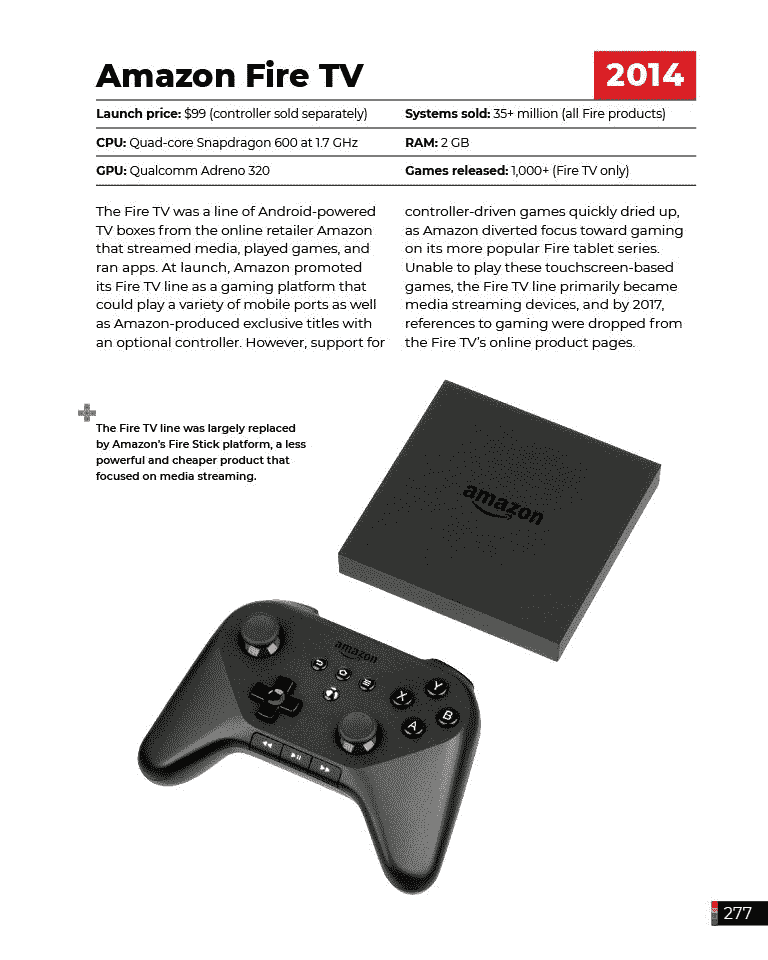 Amazon Fire TV
2014
Launch price: $99 (controller sold separately)
Systems sold: 35+ million (all Fire products)
CPU: Quad-core Snapdragon 600 at 1.7 GHz
RAM: 2 GB
GPU: Qualcomm Adreno 320
Games released: 1,000+ (Fire TV only)
The Fire TV was a line of Android-powered
TV boxes from the online retailer Amazon
that streamed media, played games, and
ran apps. At launch, Amazon promoted
its Fire TV line as a gaming platform that
could play a variety of mobile ports as well
as Amazon-produced exclusive titles with
an optional controller. However, support for
controller-driven games quickly dried up,
as Amazon diverted focus toward gaming
on its more popular Fire tablet series.
Unable to play these touchscreen-based
games, the Fire TV line primarily became
media streaming devices, and by 2017,
references to gaming were dropped from
the Fire TV's online product pages.
The Fire TV line was largely replaced
by Amazon's Fire Stick platform, a less
powerful and cheaper product that
focused on media streaming.
amazon
amazon
X
Y
A
B
277